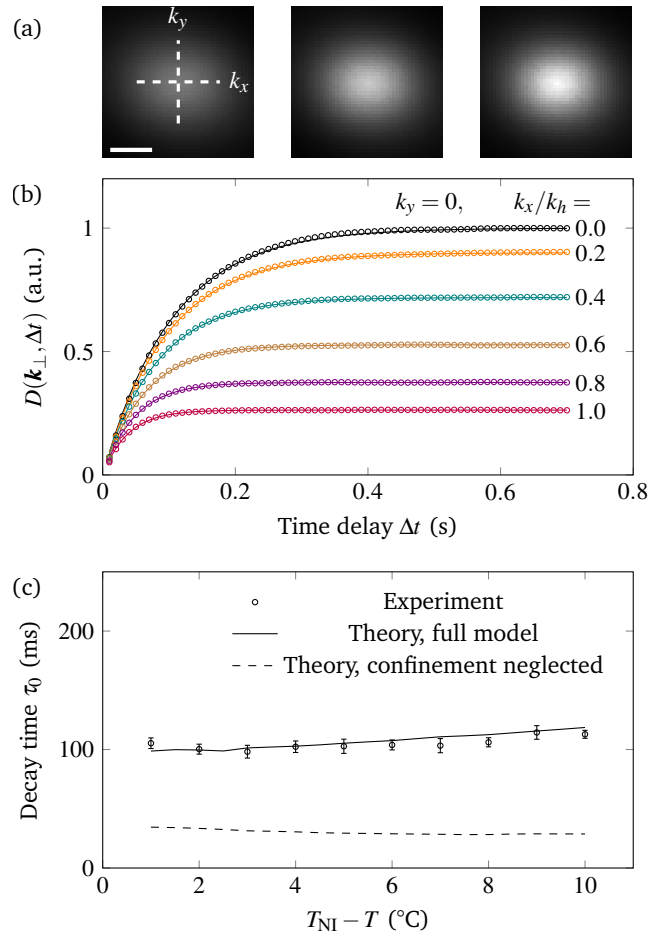 (a)
k_y
k_x
(b)
k_y = 0, k_x/k_h =
0.0
0.2
0.4
0.6
0.8
1.0
1
0.5
0
D(k_⊥, Δt) (a.u.)
0 0.2 0.4 0.6 0.8
Time delay Δt (s)
(c)
Experiment
Theory, full model
Theory, confinement neglected
200
100
0
Decay time τ_0 (ms)
0 2 4 6 8 10
T_NI − T (°C)